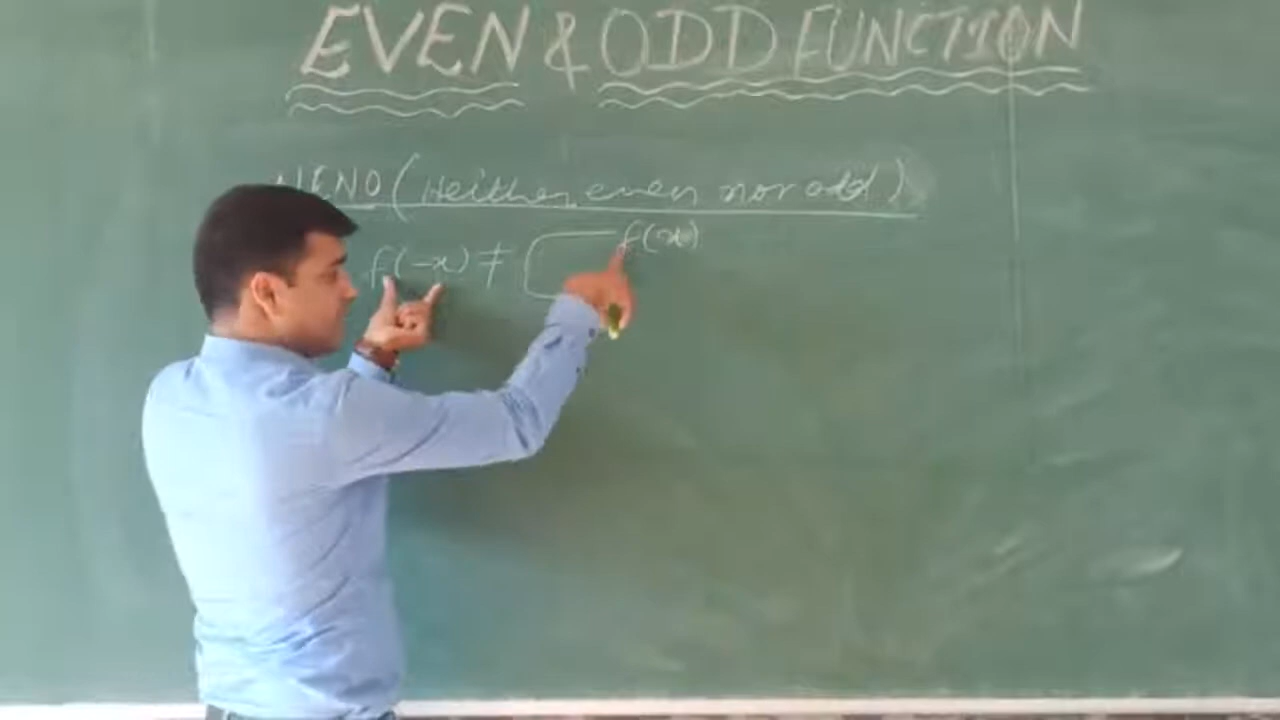 EVEN & ODD FUNCTION
NENO (Neither even nor odd)
f(-x) ≠ f(x)